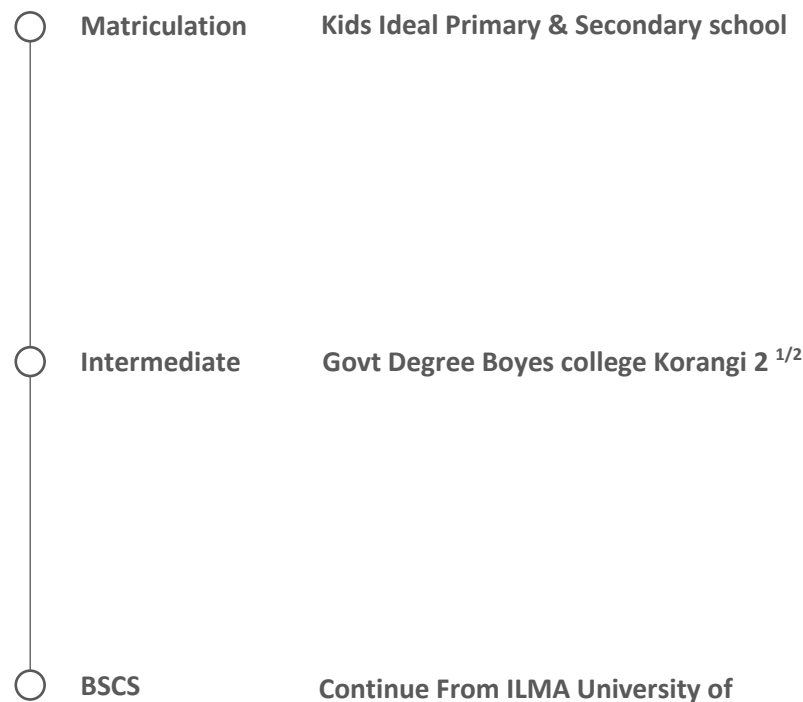 Matriculation Kids Ideal Primary & Secondary school
Intermediate Govt Degree Boyes college Korangi 2 1/2
BSCS Continue From ILMA University of